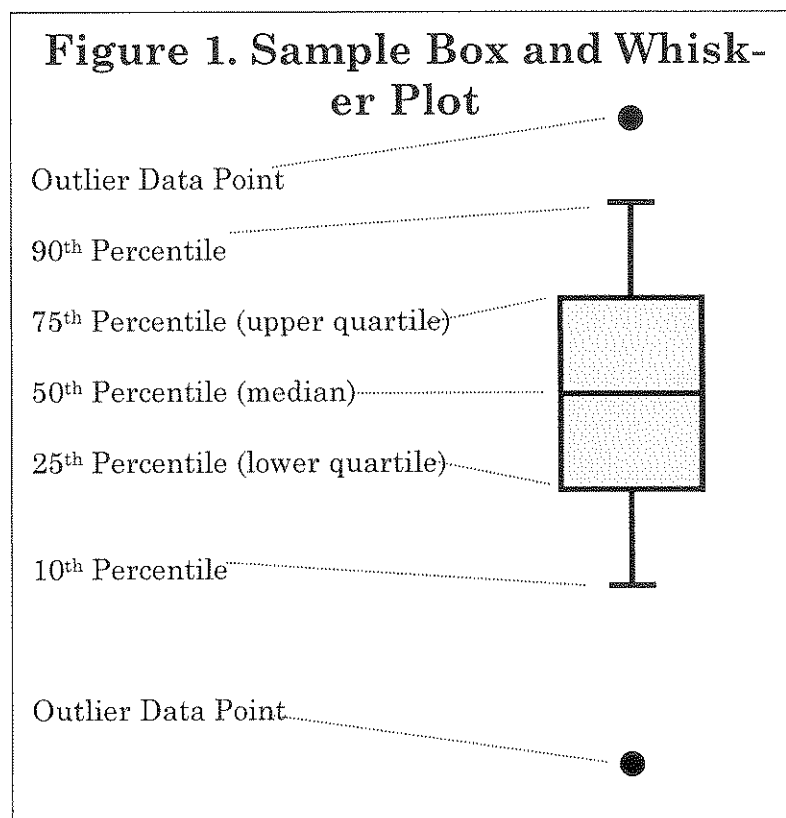 Figure 1. Sample Box and Whisk-
er Plot
Outlier Data Point
90th Percentile
75th Percentile (upper quartile)
50th Percentile (median)
25th Percentile (lower quartile)
10th Percentile
Outlier Data Point